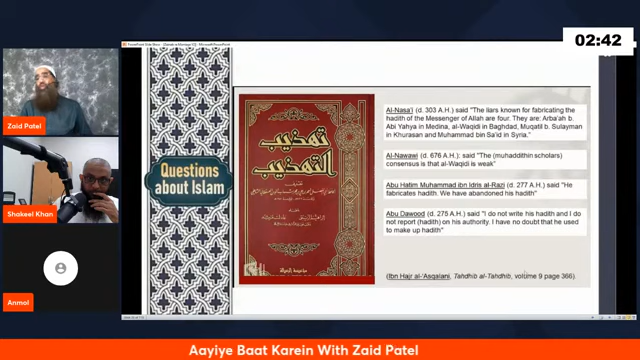 02:42
Zaid Patel
Shakeel Khan
Anmol
Questions
about Islam
تهذيب
التهذيب
Al-Nasa'i (d. 303 A.H.) said "The liars known for fabricating the
hadith of the Messenger of Allah are four. They are: Arba'ah b.
Abi Yahya in Medina, al-Waqidi in Baghdad, Muqatil b. Sulayman
in Khurasan and Muhammad bin Sa'id in Syria."
Al-Nawawi (d. 676 A.H.; said "The (muhaddithin scholars)
consensus is that al-Waqidi is weak"
Abu Hatim Muhammad ibn Idris al-Razi (d. 277 A.H) said "He
fabricates hadith. We have abandoned his hadith"
Abu Dawood (d. 275 A.H) said "I do not write his hadith and I do
not report (hadith) on his authority. I have no doubt that he used
to make up hadith"
(Ibn Hajr al-'Asqalani, Tahdhib al-Tahdhib, volume 9 page 366).
Aayiye Baat Karein With Zaid Patel